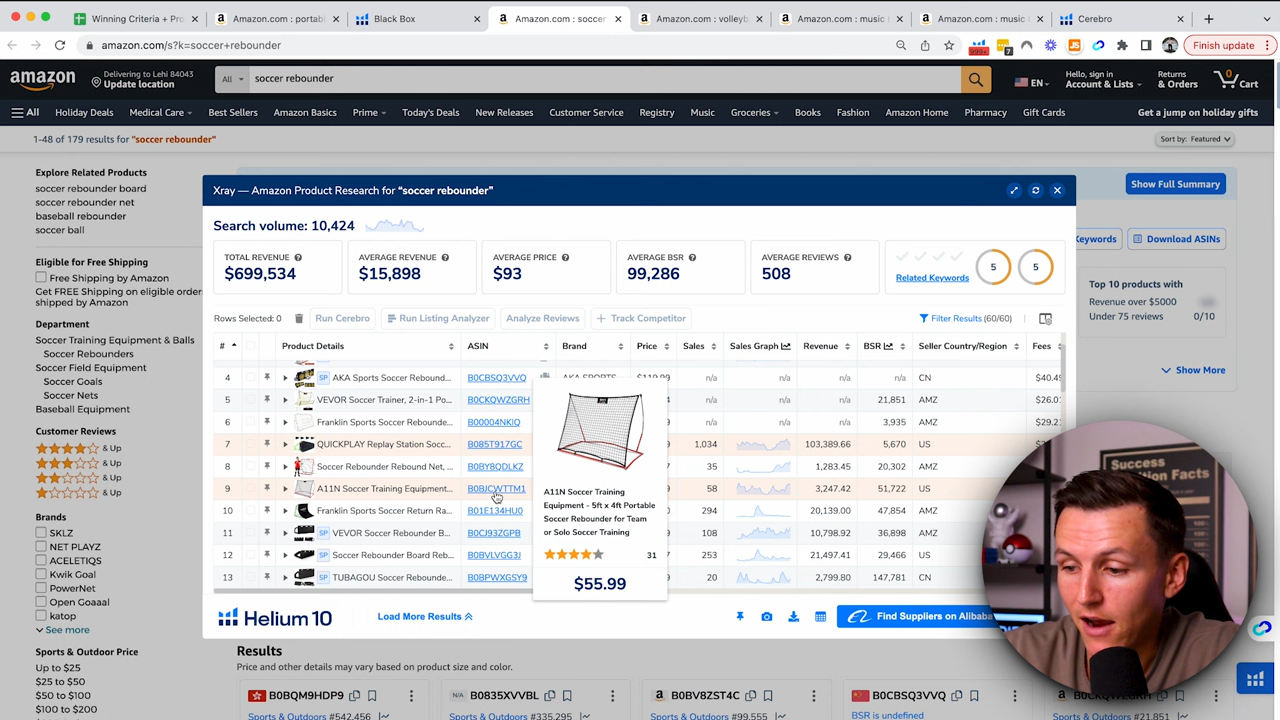 Winning Criteria + Pro
Amazon.com : portab
Black Box
Amazon.com : soccer
Amazon.com : volleyb
Amazon.com : music
Amazon.com : music
Cerebro
amazon.com/s?k=soccer+rebounder
Finish update
amazon
Delivering to Lehi 84043
Update location
All
soccer rebounder
EN
Hello, sign in
Account & Lists
Returns
& Orders
0
Cart
All
Holiday Deals
Medical Care
Best Sellers
Amazon Basics
Prime
Today's Deals
New Releases
Customer Service
Registry
Music
Groceries
Books
Fashion
Amazon Home
Pharmacy
Gift Cards
Get a jump on holiday gifts
1-48 of 179 results for "soccer rebounder"
Sort by: Featured
Explore Related Products
soccer rebounder board
soccer rebounder net
baseball rebounder
soccer ball
Eligible for Free Shipping
Free Shipping by Amazon
Get FREE Shipping on eligible orders
shipped by Amazon
Department
Soccer Training Equipment & Balls
Soccer Rebounders
Soccer Field Equipment
Soccer Goals
Soccer Nets
Baseball Equipment
Customer Reviews
& Up
& Up
& Up
& Up
Brands
SKLZ
NET PLAYZ
ACELETIQS
Kwik Goal
PowerNet
Open Goaaal
katop
See more
Sports & Outdoor Price
Up to $25
$25 to $50
$50 to $100
$100 to $200
Xray — Amazon Product Research for "soccer rebounder"
Search volume: 10,424
TOTAL REVENUE
$699,534
AVERAGE REVENUE
$15,898
AVERAGE PRICE
$93
AVERAGE BSR
99,286
AVERAGE REVIEWS
508
Related Keywords
5
5
Rows Selected: 0
Run Cerebro
Run Listing Analyzer
Analyze Reviews
Track Competitor
Filter Results (60/60)
# Product Details ASIN Brand Price Sales Sales Graph Revenue BSR Seller Country/Region Fees
4 SP AKA Sports Soccer Rebound... B0CBSQ3VVQ AKA SPORTS $119.99 n/a n/a n/a CN $40.4
5 VEVOR Soccer Trainer, 2-in-1 Po... B0CKQWZGRH n/a n/a 21,851 AMZ $26.0
6 Franklin Sports Soccer Rebound... B00004NKIQ n/a n/a 3,935 AMZ $29.2
7 QUICKPLAY Replay Station Socc... B085T917GC 1,034 103,389.66 5,670 US
8 Soccer Rebounder Rebound Net, ... B0BY8QDLKZ 35 1,283.45 20,302 AMZ
9 A11N Soccer Training Equipment... B0BJCWTTM1 58 3,247.42 51,722 US
10 Franklin Sports Soccer Return Ra... B01E134HU0 294 20,139.00 47,854 AMZ
11 SP VEVOR Soccer Rebounder B... B0CJ93ZGPB 10,798.92 36,898 AMZ
12 SP Soccer Rebounder Board Reb... B0BVLVGG3J 253 21,497.41 29,466 US
13 SP TUBAGOU Soccer Rebounde... B0BPWXGSY9 20 2,799.80 147,781 CN
A11N Soccer Training
Equipment - 5ft x 4ft Portable
Soccer Rebounder for Team
or Solo Soccer Training
31
$55.99
Helium 10
Load More Results
Find Suppliers on Alibaba
Show Full Summary
Keywords
Download ASINs
Top 10 products with
Revenue over $5000
Under 75 reviews 0/10
Show More
Results
Price and other details may vary based on product size and color.
B0BQM9HDP9
Sports & Outdoors #542,456
N/A B0835XVVBL
Sports & Outdoors #335,295
B0BV8ZST4C
Sports & Outdoors #99,555
B0CBSQ3VVQ
BSR is undefined
Sports & Outdoors #21,851